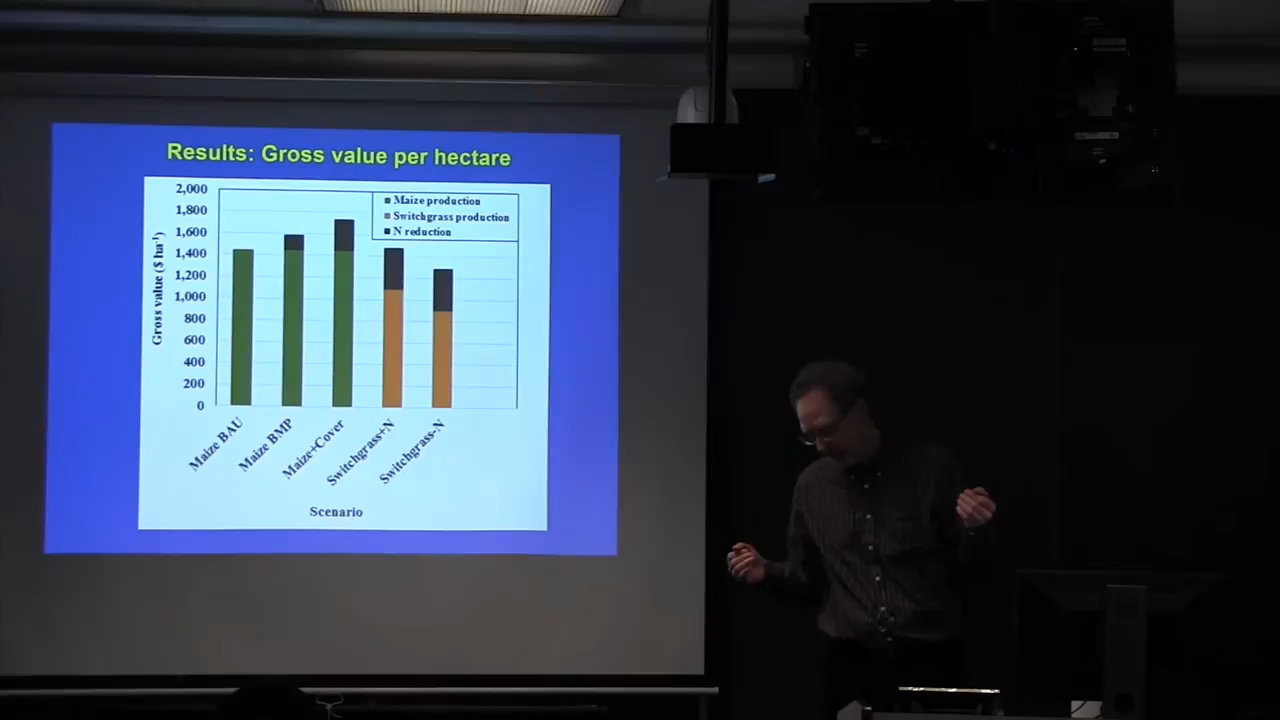 Results: Gross value per hectare
2,000
1,800
1,600
1,400
1,200
1,000
800
600
400
200
0
Gross value ($ ha⁻¹)
Maize production
Switchgrass production
N reduction
Maize BAU
Maize BMP
Maize+Cover
Switchgrass+N
Switchgrass-N
Scenario